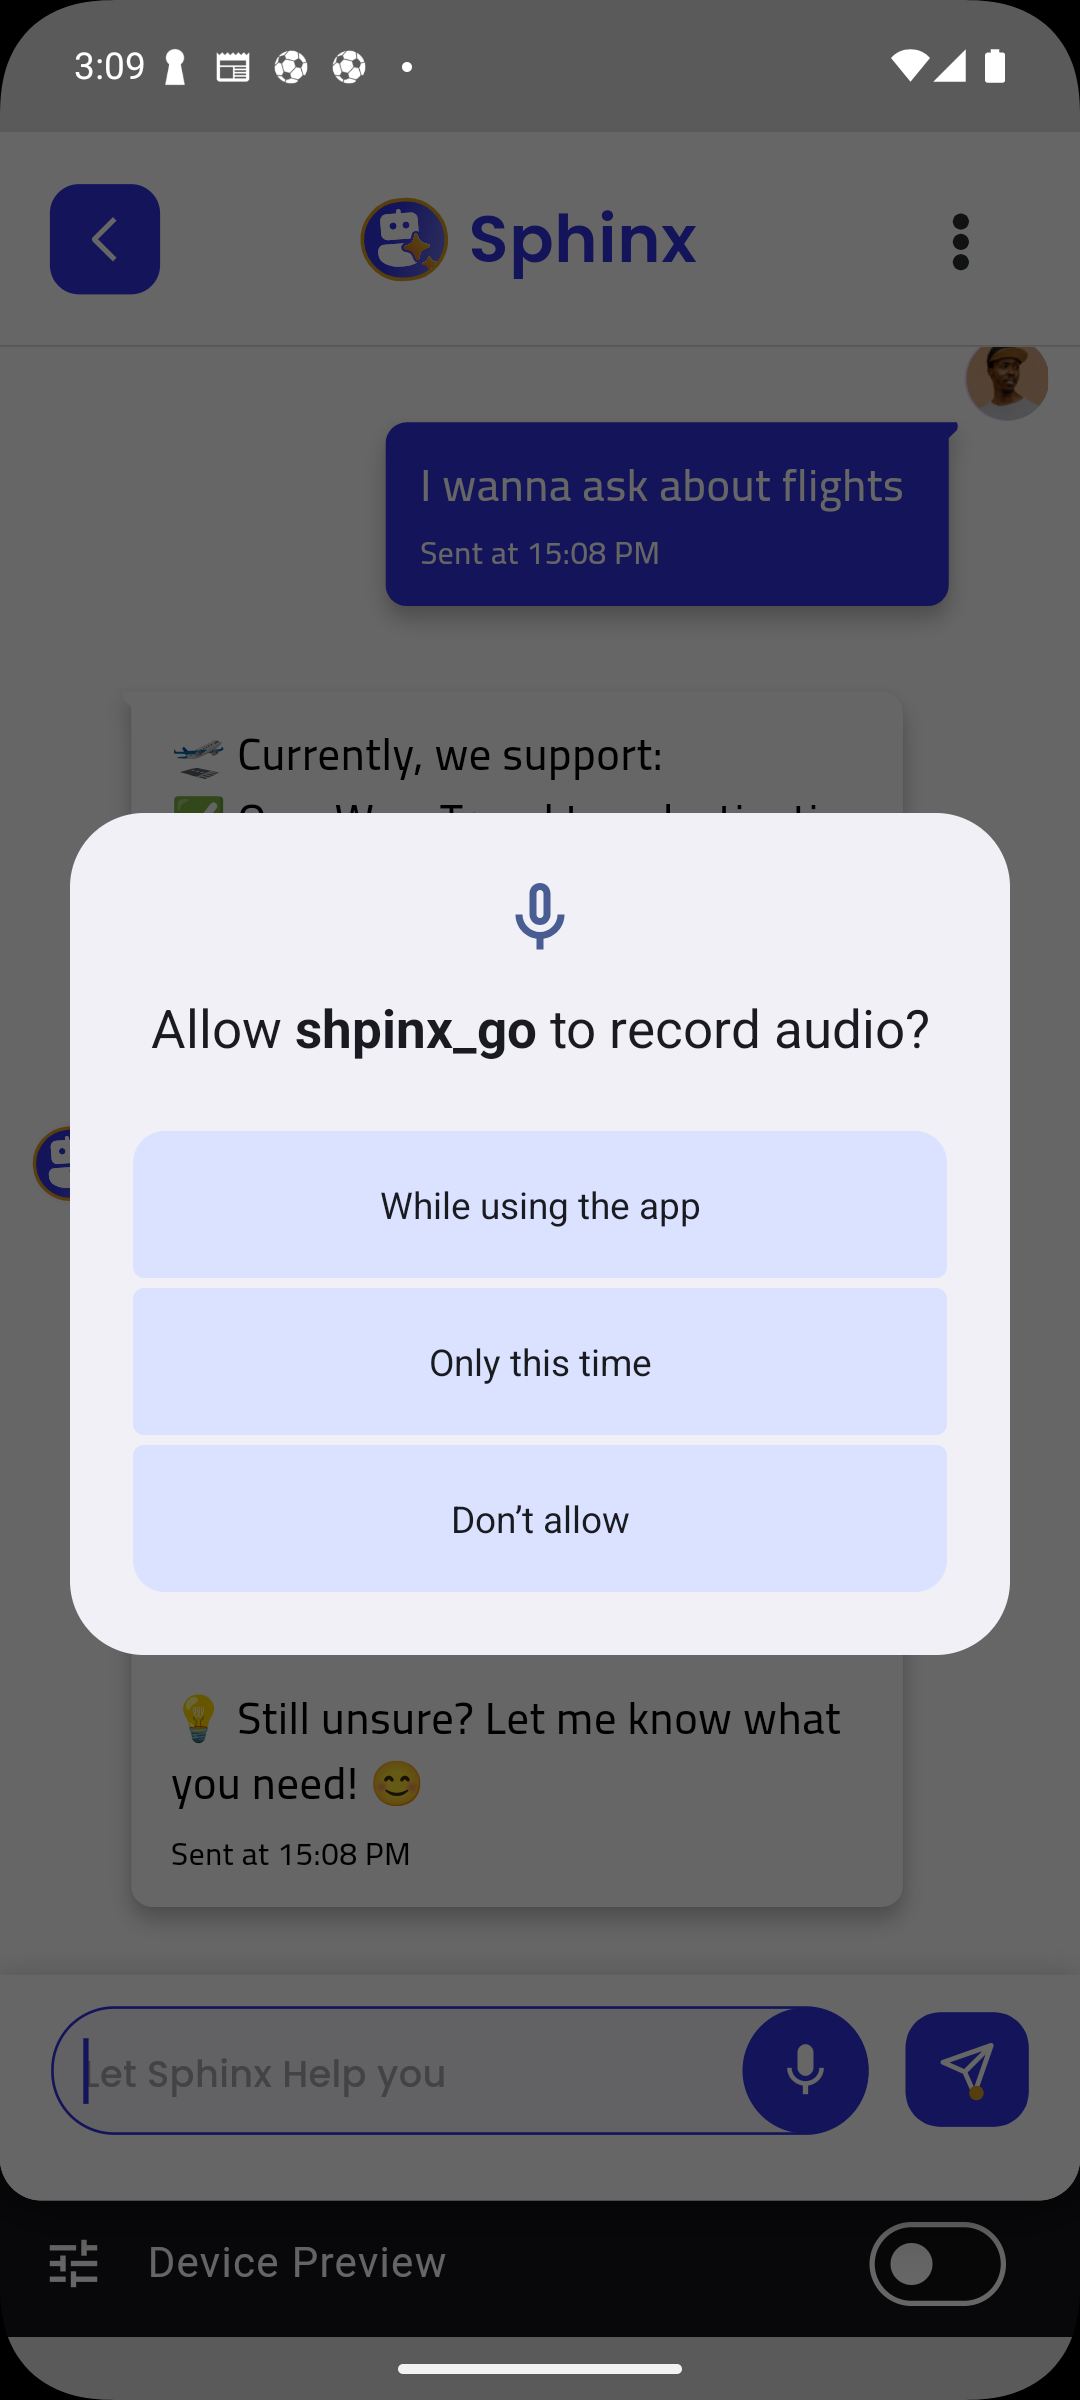 3:09
Sphinx
I wanna ask about flights
Sent at 15:08 PM
Currently, we support:
Allow shpinx_go to record audio?
While using the app
Only this time
Don’t allow
💡 Still unsure? Let me know what
you need! 😊
Sent at 15:08 PM
Let Sphinx Help you
Device Preview